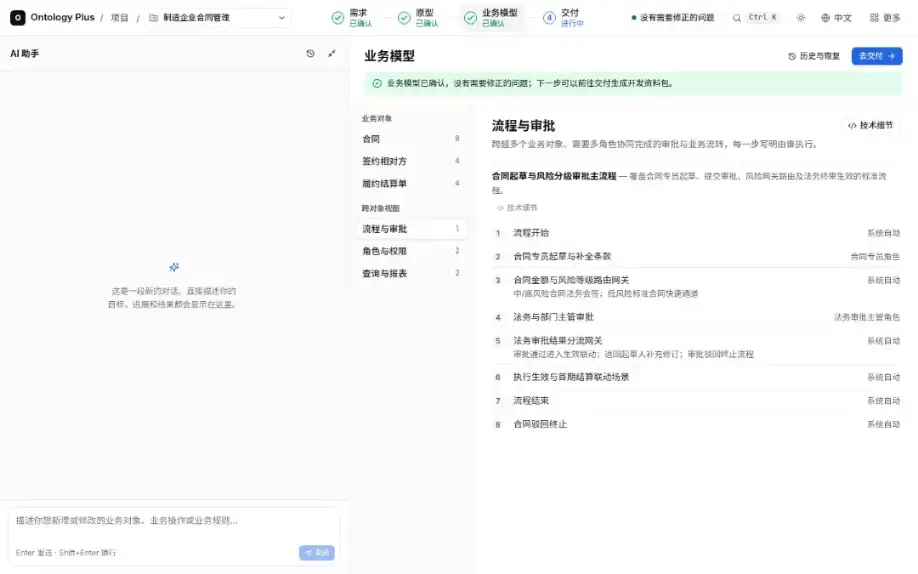 Ontology Plus / 项目 / 制造企业合同管理
需求 已确认
原型 已确认
业务模型 已确认
4 交付 进行中
没有需要修正的问题
Ctrl K
中文
更多
AI 助手
这是一段新的对话。直接描述你的
目标，进展和结果都会显示在这里。
描述你想新增或修改的业务对象、业务操作或业务规则...
Enter 发送 · Shift+Enter 换行
发送
业务模型
历史与恢复
去交付 →
业务模型已确认，没有需要修正的问题；下一步可以前往交付生成开发资料包。
业务对象
合同 8
签约相对方 4
履约结算单 4
跨对象视图
流程与审批 1
角色与权限 2
查询与报表 2
流程与审批
</> 技术细节
跨越多个业务对象、需要多角色协同完成的审批与业务流转，每一步写明由谁执行。
合同起草与风险分级审批主流程 — 覆盖合同专员起草、提交审批、风险网关路由及法务终审生效的标准流
程。
</> 技术细节
1 流程开始 系统自动
2 合同专员起草与补全条款 合同专员角色
3 合同金额与风险等级路由网关 系统自动
中/高风险合同法务会签；低风险标准合同快速通道
4 法务与部门主管审批 法务审批主管角色
5 法务审批结果分流网关 系统自动
审批通过进入生效联动；退回起草人补充修订；审批驳回终止流程
6 执行生效与首期结算联动场景 系统自动
7 流程结束 系统自动
8 合同驳回终止 系统自动